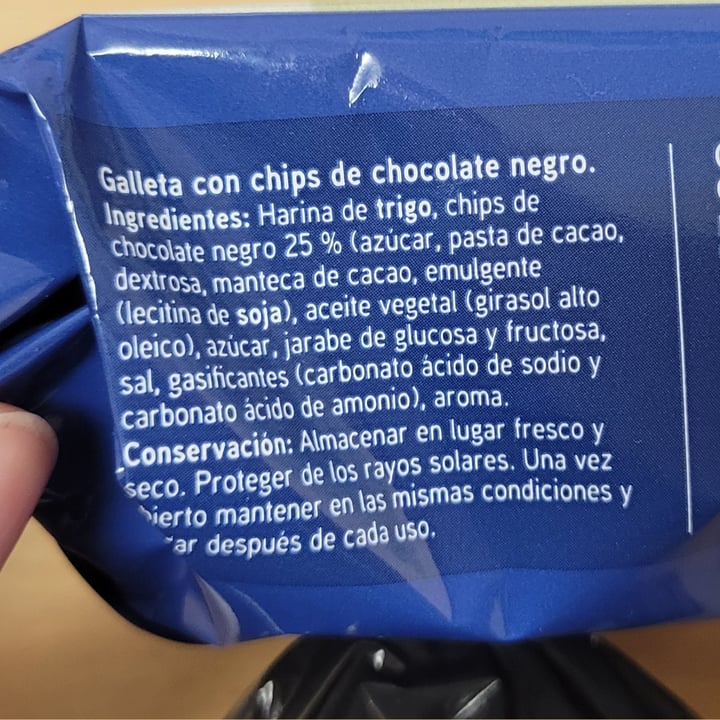 Galleta con chips de chocolate negro.
Ingredientes: Harina de trigo, chips de
chocolate negro 25 % (azúcar, pasta de cacao,
dextrosa, manteca de cacao, emulgente
(lecitina de soja), aceite vegetal (girasol alto
oleico), azúcar, jarabe de glucosa y fructosa,
sal, gasificantes (carbonato ácido de sodio y
carbonato ácido de amonio), aroma.
Conservación: Almacenar en lugar fresco y
seco. Proteger de los rayos solares. Una vez
mantener en las mismas condiciones y
después de cada uso.